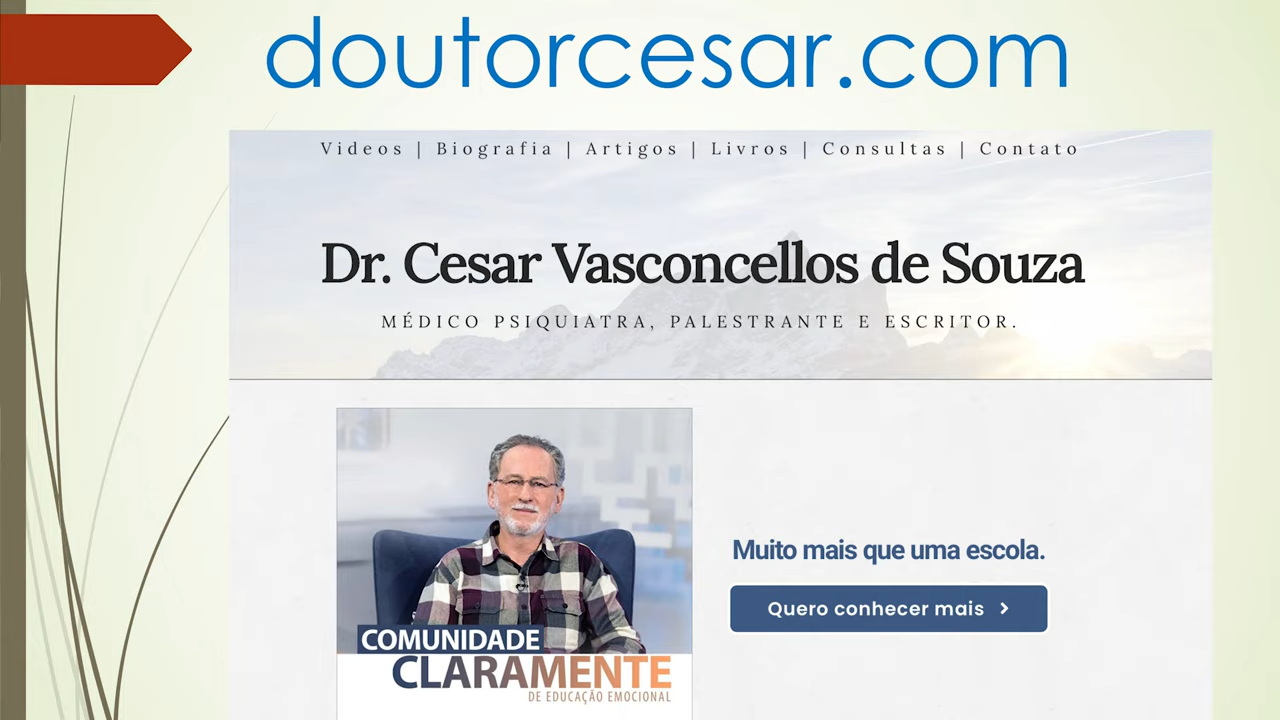 doutorcesar.com
Videos | Biografia | Artigos | Livros | Consultas | Contato
Dr. Cesar Vasconcellos de Souza
MÉDICO PSIQUIATRA, PALESTRANTE E ESCRITOR.
Muito mais que uma escola.
Quero conhecer mais
COMUNIDADE
CLARAMENTE
DE EDUCAÇÃO EMOCIONAL